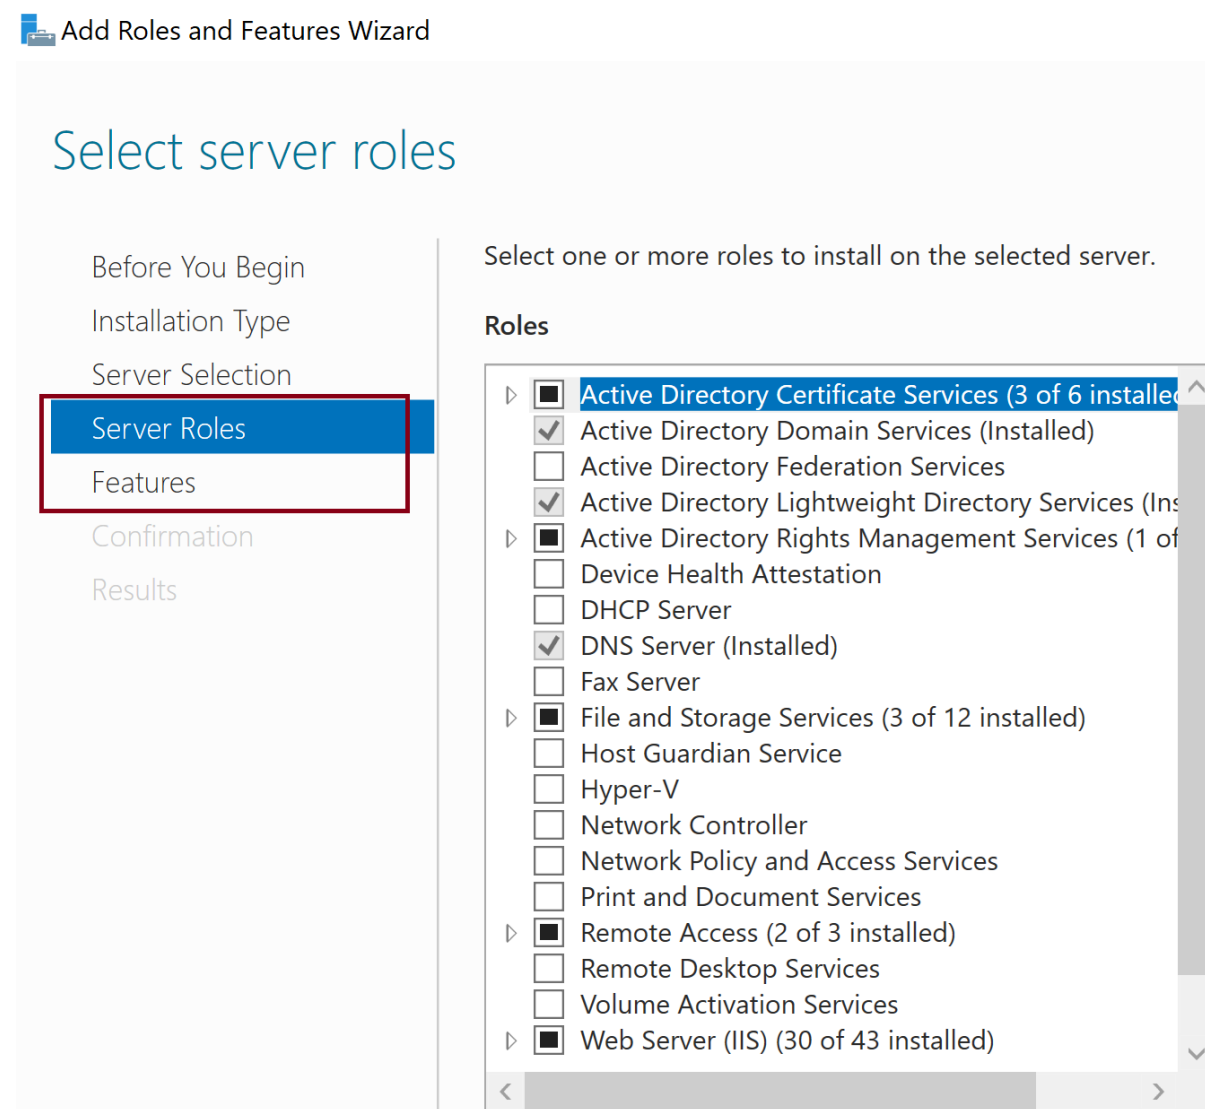 Add Roles and Features Wizard
Select server roles
Before You Begin
Installation Type
Server Selection
Server Roles
Features
Confirmation
Results
Select one or more roles to install on the selected server.
Roles
Active Directory Certificate Services (3 of 6 installed
Active Directory Domain Services (Installed)
Active Directory Federation Services
Active Directory Lightweight Directory Services (Ins
Active Directory Rights Management Services (1 of
Device Health Attestation
DHCP Server
DNS Server (Installed)
Fax Server
File and Storage Services (3 of 12 installed)
Host Guardian Service
Hyper-V
Network Controller
Network Policy and Access Services
Print and Document Services
Remote Access (2 of 3 installed)
Remote Desktop Services
Volume Activation Services
Web Server (IIS) (30 of 43 installed)